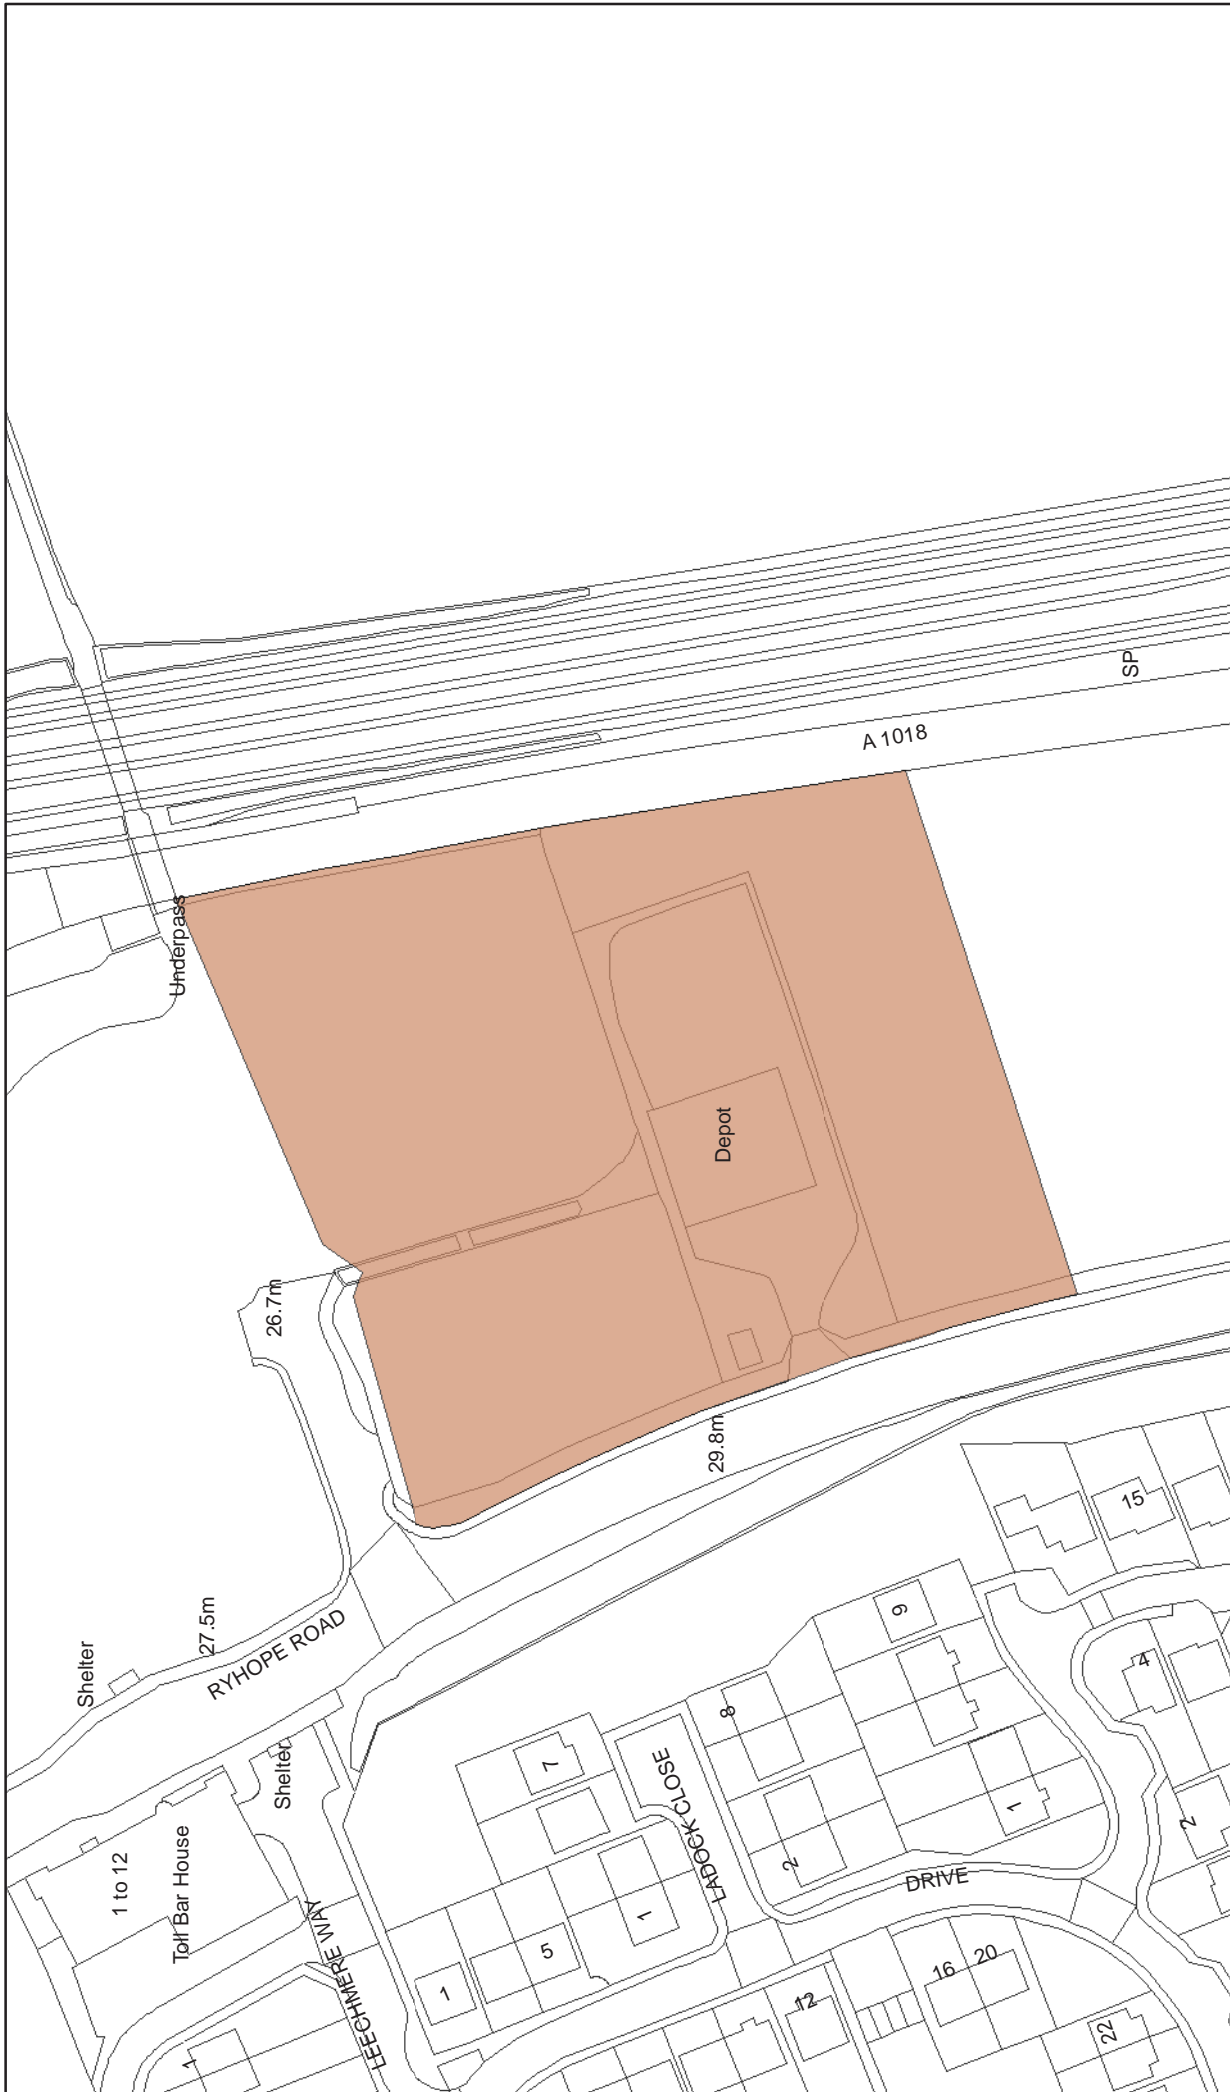 Underpass
A 1018
SP
Depot
26.7m
29.8m
27.5m
RYHOPE ROAD
Shelter
Shelter
1 to 12
Toll Bar House
LEECHMERE WAY
LADOCK CLOSE
DRIVE
15
9
4
8
7
1
2
2
1
5
1
1
16
20
12
22